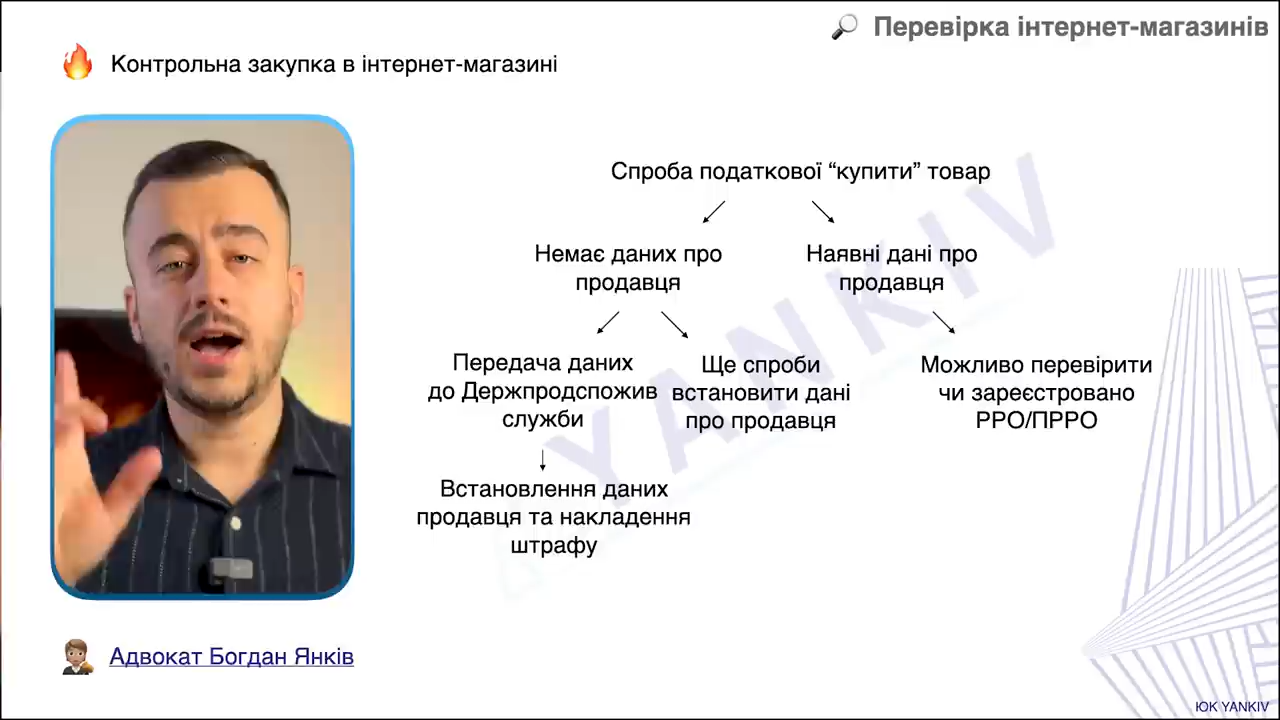 Перевірка інтернет-магазинів
Контрольна закупка в інтернет-магазині
Спроба податкової “купити” товар
Немає даних про
продавця
Наявні дані про
продавця
Передача даних
до Держпродспожив
служби
Ще спроби
встановити дані
про продавця
Можливо перевірити
чи зареєстровано
РРО/ПРРО
Встановлення даних
продавця та накладення
штрафу
YANKIV
Адвокат Богдан Янків
ЮК YANKIV